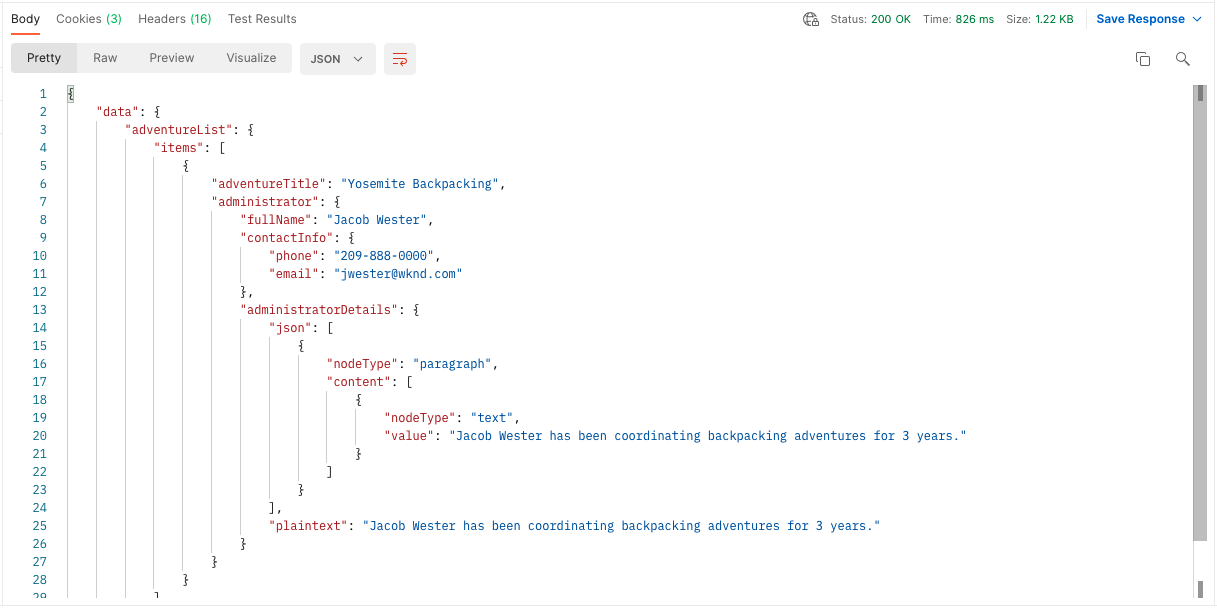 Body Cookies (3) Headers (16) Test Results Status: 200 OK Time: 826 ms Size: 1.22 KB Save Response
Pretty Raw Preview Visualize JSON
1 {
2 "data": {
3 "adventureList": {
4 "items": [
5 {
6 "adventureTitle": "Yosemite Backpacking",
7 "administrator": {
8 "fullName": "Jacob Wester",
9 "contactInfo": {
10 "phone": "209-888-0000",
11 "email": "jwester@wknd.com"
12 },
13 "administratorDetails": {
14 "json": [
15 {
16 "nodeType": "paragraph",
17 "content": [
18 {
19 "nodeType": "text",
20 "value": "Jacob Wester has been coordinating backpacking adventures for 3 years."
21 }
22 ]
23 }
24 ],
25 "plaintext": "Jacob Wester has been coordinating backpacking adventures for 3 years."
26 }
27 }
28 }
29 ]